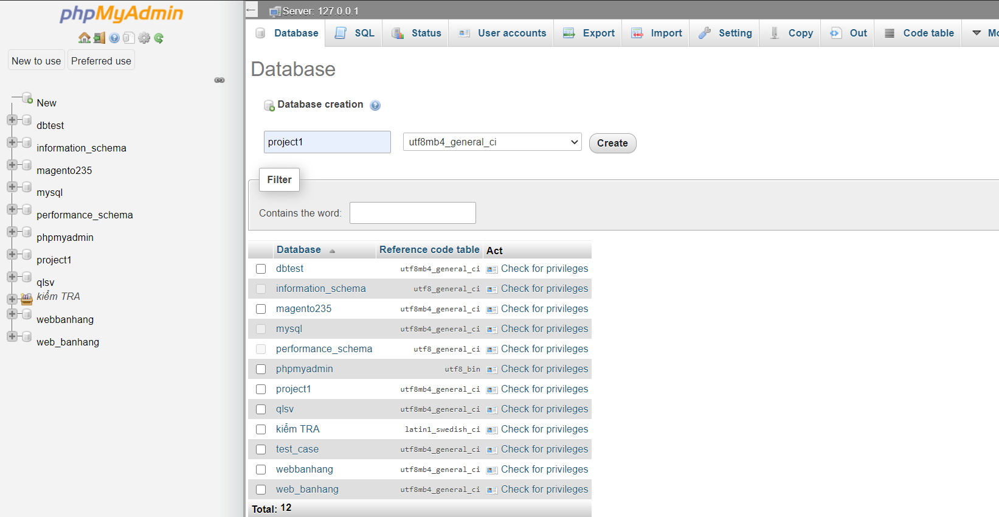 phpMyAdmin
New to use Preferred use
New
dbtest
information_schema
magento235
mysql
performance_schema
phpmyadmin
project1
qlsv
kiểm TRA
webbanhang
web_banhang
← Server: 127.0.0.1
Database SQL Status User accounts Export Import Setting Copy Out Code table Mo
Database
Database creation
project1 utf8mb4_general_ci Create
Filter
Contains the word:
Database Reference code table Act
dbtest utf8mb4_general_ci Check for privileges
information_schema utf8_general_ci Check for privileges
magento235 utf8mb4_general_ci Check for privileges
mysql utf8mb4_general_ci Check for privileges
performance_schema utf8_general_ci Check for privileges
phpmyadmin utf8_bin Check for privileges
project1 utf8mb4_general_ci Check for privileges
qlsv utf8mb4_general_ci Check for privileges
kiểm TRA latin1_swedish_ci Check for privileges
test_case utf8mb4_general_ci Check for privileges
webbanhang utf8mb4_general_ci Check for privileges
web_banhang utf8mb4_general_ci Check for privileges
Total: 12